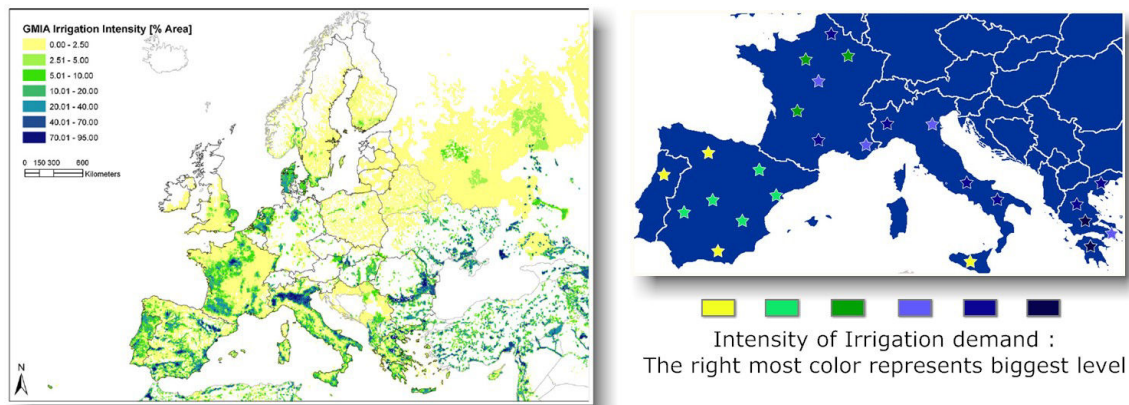 GMIA Irrigation Intensity [% Area]
0.00 - 2.50
2.51 - 5.00
5.01 - 10.00
10.01 - 20.00
20.01 - 40.00
40.01 - 70.00
70.01 - 95.00
0 150 300 600
Kilometers
N
Intensity of Irrigation demand :
The right most color represents biggest level